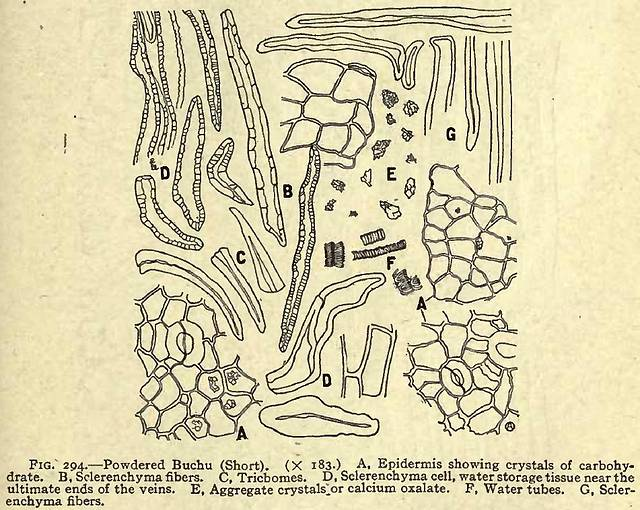 G
D
B
E
C
F
A
D
A
FIG. 294.—Powdered Buchu (Short). (× 183.) A, Epidermis showing crystals of carbohy-
drate. B, Sclerenchyma fibers. C, Tricbomes. D, Sclerenchyma cell, water storage tissue near the
ultimate ends of the veins. E, Aggregate crystals or calcium oxalate. F, Water tubes. G, Scler-
enchyma fibers.